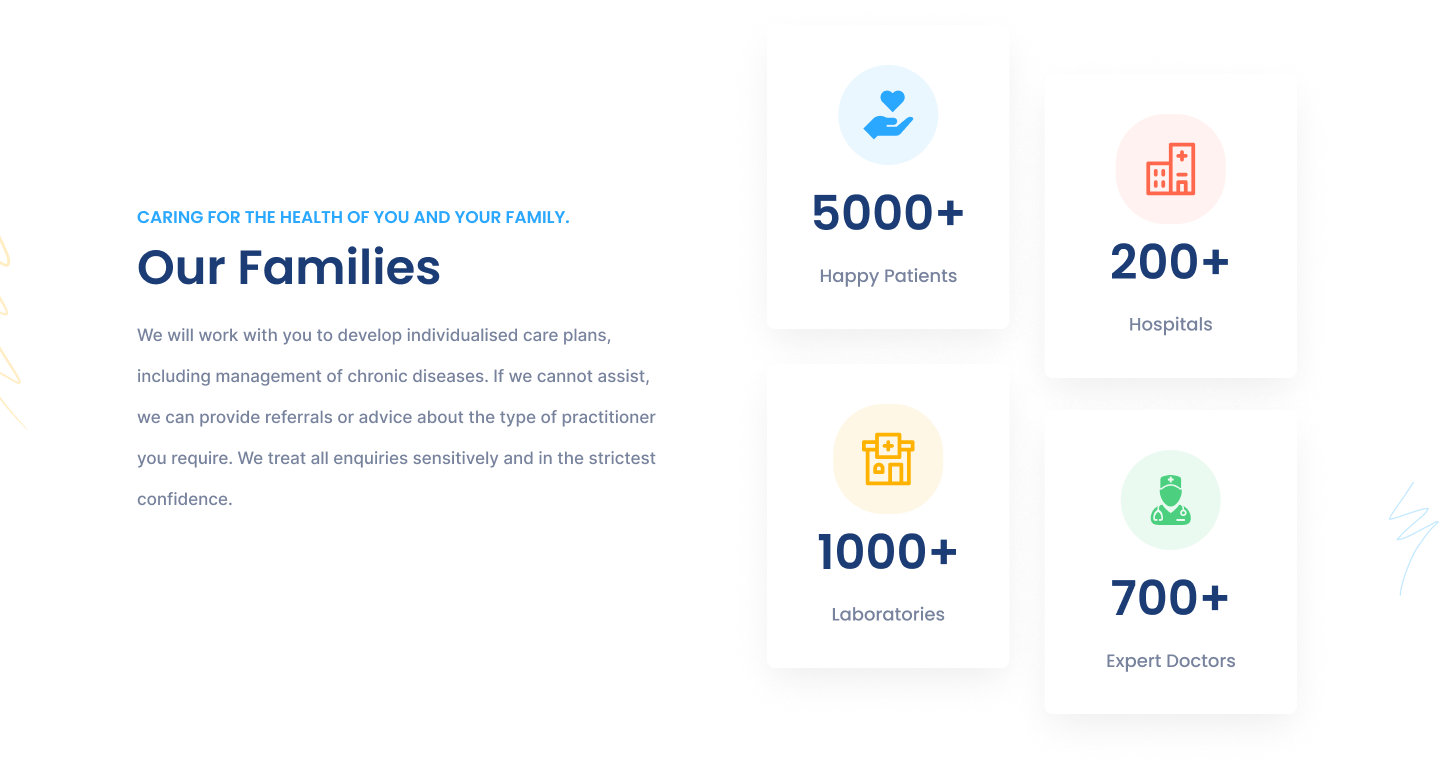 CARING FOR THE HEALTH OF YOU AND YOUR FAMILY.
Our Families
We will work with you to develop individualised care plans,
including management of chronic diseases. If we cannot assist,
we can provide referrals or advice about the type of practitioner
you require. We treat all enquiries sensitively and in the strictest
confidence.
5000+
Happy Patients
200+
Hospitals
1000+
Laboratories
700+
Expert Doctors